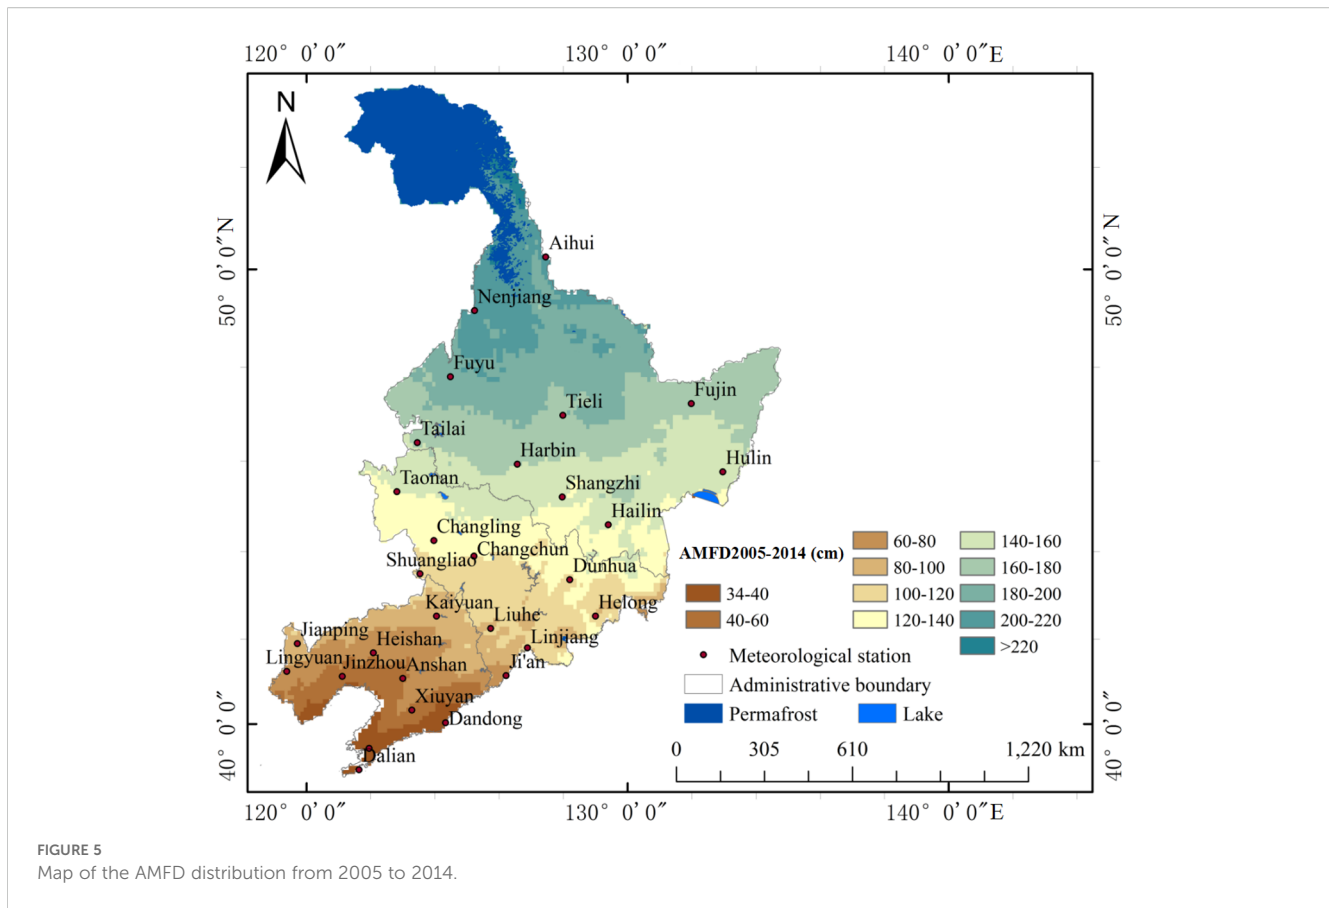 120° 0′0″ 130° 0′0″ 140° 0′0″E
N
50° 0′0″N
50° 0′0″N
Aihui
Nenjiang
Fuyu
Fujin
Tieli
Tailai
Harbin
Hulin
Taonan
Shangzhi
Hailin
Changling
Changchun
Shuangliao
Dunhua
Kaiyuan
Liuhe
Helong
Jianping
Heishan
Linjiang
Lingyuan
Jinzhou
Anshan
Ji'an
Xiuyan
Dandong
Dalian
AMFD2005-2014 (cm)
34-40
40-60
60-80
80-100
100-120
120-140
140-160
160-180
180-200
200-220
>220
Meteorological station
Administrative boundary
Permafrost
Lake
0 305 610 1,220 km
40° 0′0″
40° 0′0″N
120° 0′0″ 130° 0′0″ 140° 0′0″E
FIGURE 5
Map of the AMFD distribution from 2005 to 2014.